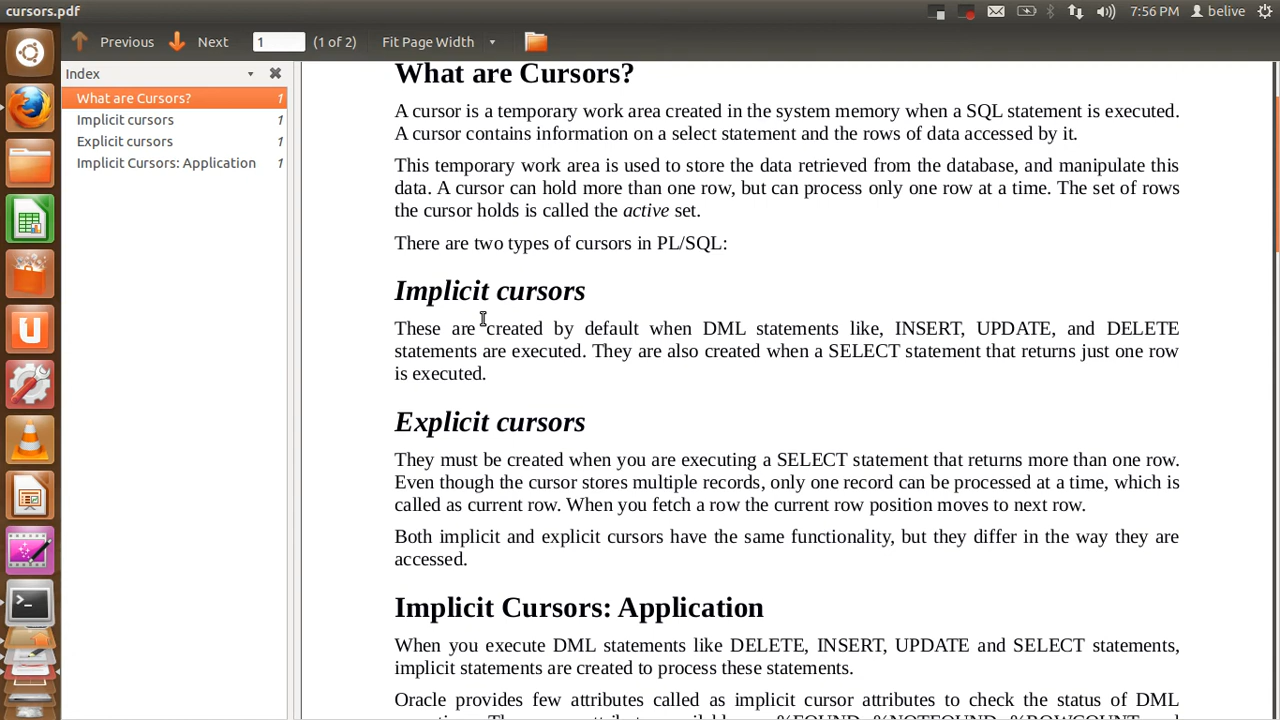 cursors.pdf
7:56 PM
belive
Previous
Next
1
(1 of 2)
Fit Page Width
Index
What are Cursors? 1
Implicit cursors 1
Explicit cursors 1
Implicit Cursors: Application 1
What are Cursors?
A cursor is a temporary work area created in the system memory when a SQL statement is executed.
A cursor contains information on a select statement and the rows of data accessed by it.
This temporary work area is used to store the data retrieved from the database, and manipulate this
data. A cursor can hold more than one row, but can process only one row at a time. The set of rows
the cursor holds is called the active set.
There are two types of cursors in PL/SQL:
Implicit cursors
These are created by default when DML statements like, INSERT, UPDATE, and DELETE
statements are executed. They are also created when a SELECT statement that returns just one row
is executed.
Explicit cursors
They must be created when you are executing a SELECT statement that returns more than one row.
Even though the cursor stores multiple records, only one record can be processed at a time, which is
called as current row. When you fetch a row the current row position moves to next row.
Both implicit and explicit cursors have the same functionality, but they differ in the way they are
accessed.
Implicit Cursors: Application
When you execute DML statements like DELETE, INSERT, UPDATE and SELECT statements,
implicit statements are created to process these statements.
Oracle provides few attributes called as implicit cursor attributes to check the status of DML
%FOUND, %NOTFOUND, %ROWCOUNT, and